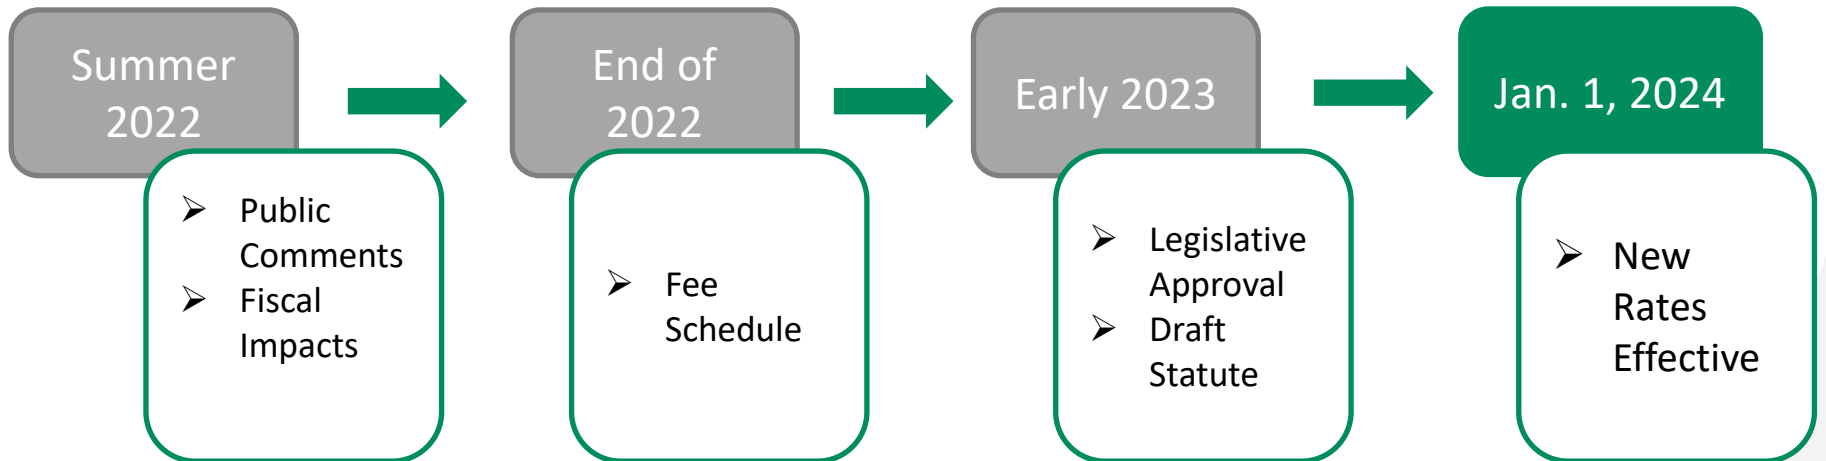 Summer
2022
➢ Public
Comments
➢ Fiscal
Impacts
End of
2022
➢ Fee
Schedule
Early 2023
➢ Legislative
Approval
➢ Draft
Statute
Jan. 1, 2024
➢ New
Rates
Effective